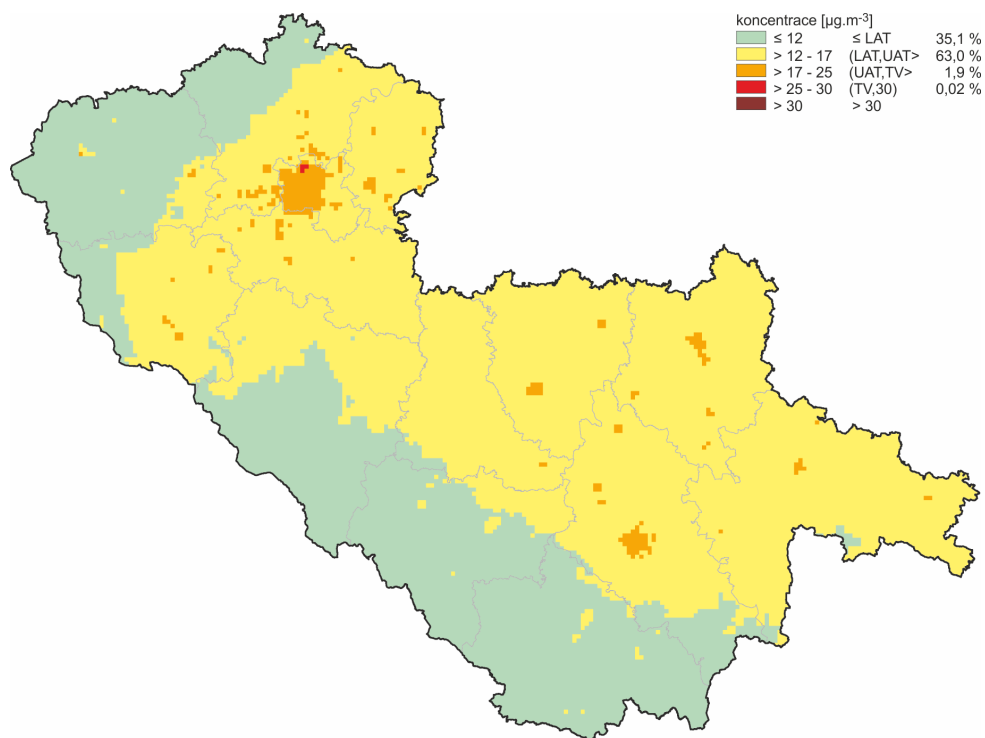 koncentrace [µg.m-3]
≤ 12 ≤ LAT 35,1 %
> 12 - 17 (LAT,UAT> 63,0 %
> 17 - 25 (UAT,TV> 1,9 %
> 25 - 30 (TV,30) 0,02 %
> 30 > 30